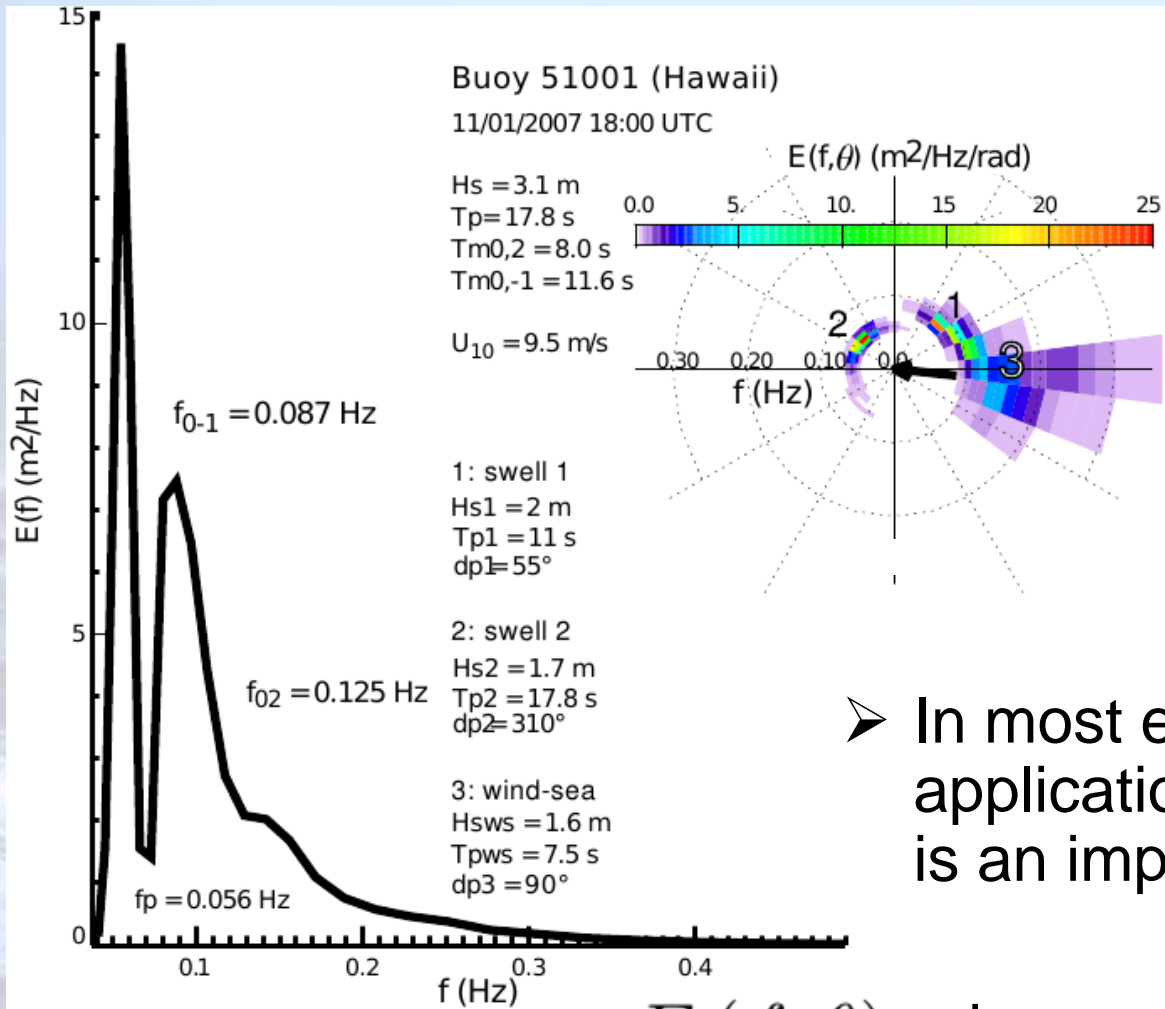 15
10
5
0
E(f) (m2/Hz)
0.1 0.2 0.3 0.4
f (Hz)
Buoy 51001 (Hawaii)
11/01/2007 18:00 UTC
Hs = 3.1 m
Tp= 17.8 s
Tm0,2 = 8.0 s
Tm0,-1 = 11.6 s
U10 = 9.5 m/s
f0-1 = 0.087 Hz
f02 = 0.125 Hz
fp = 0.056 Hz
1: swell 1
Hs1 = 2 m
Tp1 = 11 s
dp1= 55°
2: swell 2
Hs2 = 1.7 m
Tp2 = 17.8 s
dp2= 310°
3: wind-sea
Hsws = 1.6 m
Tpws = 7.5 s
dp3 = 90°
E(f,θ) (m2/Hz/rad)
0.0 5. 10. 15 20 25
1
2
3
0,30 0,20 0,10 0,0
f (Hz)
➢ In most e
applicatio
is an imp